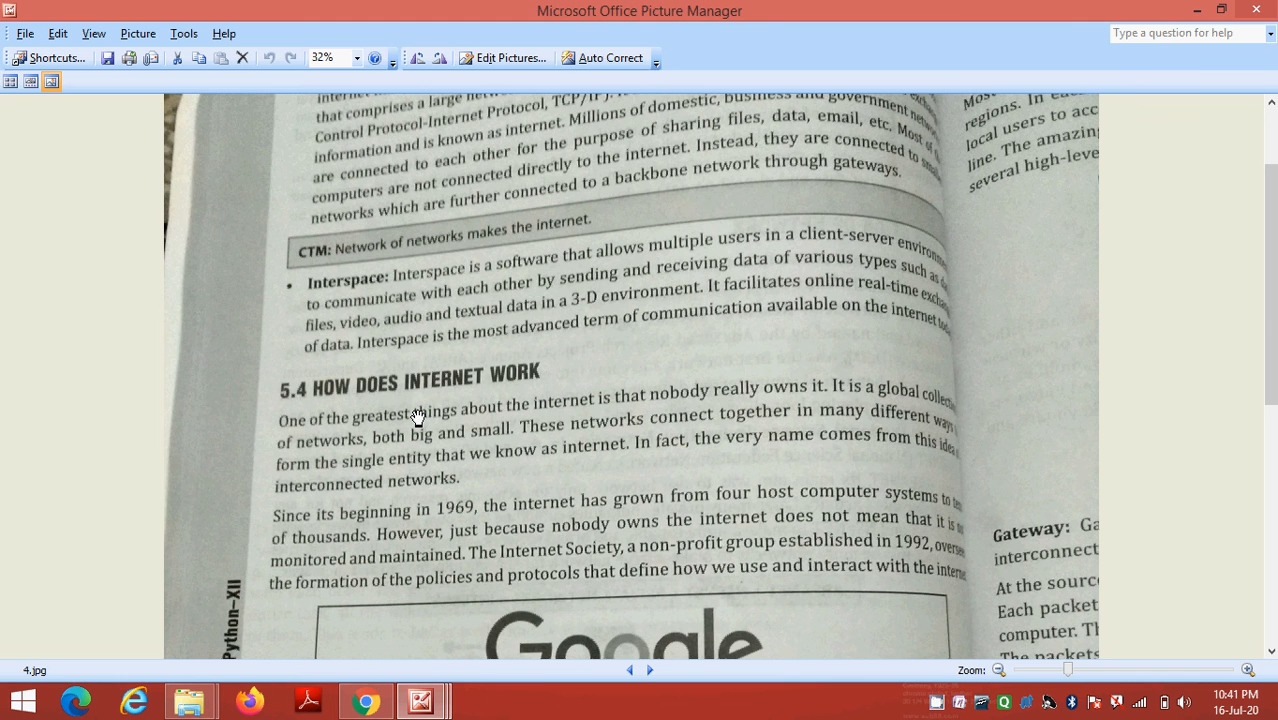 Microsoft Office Picture Manager
File Edit View Picture Tools Help
Type a question for help
Shortcuts... 32% Edit Pictures... Auto Correct
that comprises a large
Control Protocol-Internet Protocol, TCP/IP
information and is known as internet. Millions of domestic, business and government
are connected to each other for the purpose of sharing files, data, email, etc. Most of
computers are not connected directly to the internet. Instead, they are connected to
networks which are further connected to a backbone network through gateways.
CTM: Network of networks makes the internet.
• Interspace: Interspace is a software that allows multiple users in a client-server
to communicate with each other by sending and receiving data of various types such as
files, video, audio and textual data in a 3-D environment. It facilitates online real-time
of data. Interspace is the most advanced term of communication available on the internet
5.4 HOW DOES INTERNET WORK
One of the greatest things about the internet is that nobody really owns it. It is a global
of networks, both big and small. These networks connect together in many different ways
form the single entity that we know as internet. In fact, the very name comes from this idea
interconnected networks.
Since its beginning in 1969, the internet has grown from four host computer systems to
of thousands. However, just because nobody owns the internet does not mean that it is
monitored and maintained. The Internet Society, a non-profit group established in 1992,
the formation of the policies and protocols that define how we use and interact with the
Google
Python–XII
regions. In
local users to acc
line. The amazing
several high-leve
Gateway:
interconnect
At the source
Each packet
computer.
The packets
4.jpg
Zoom:
10:41 PM
16-Jul-20